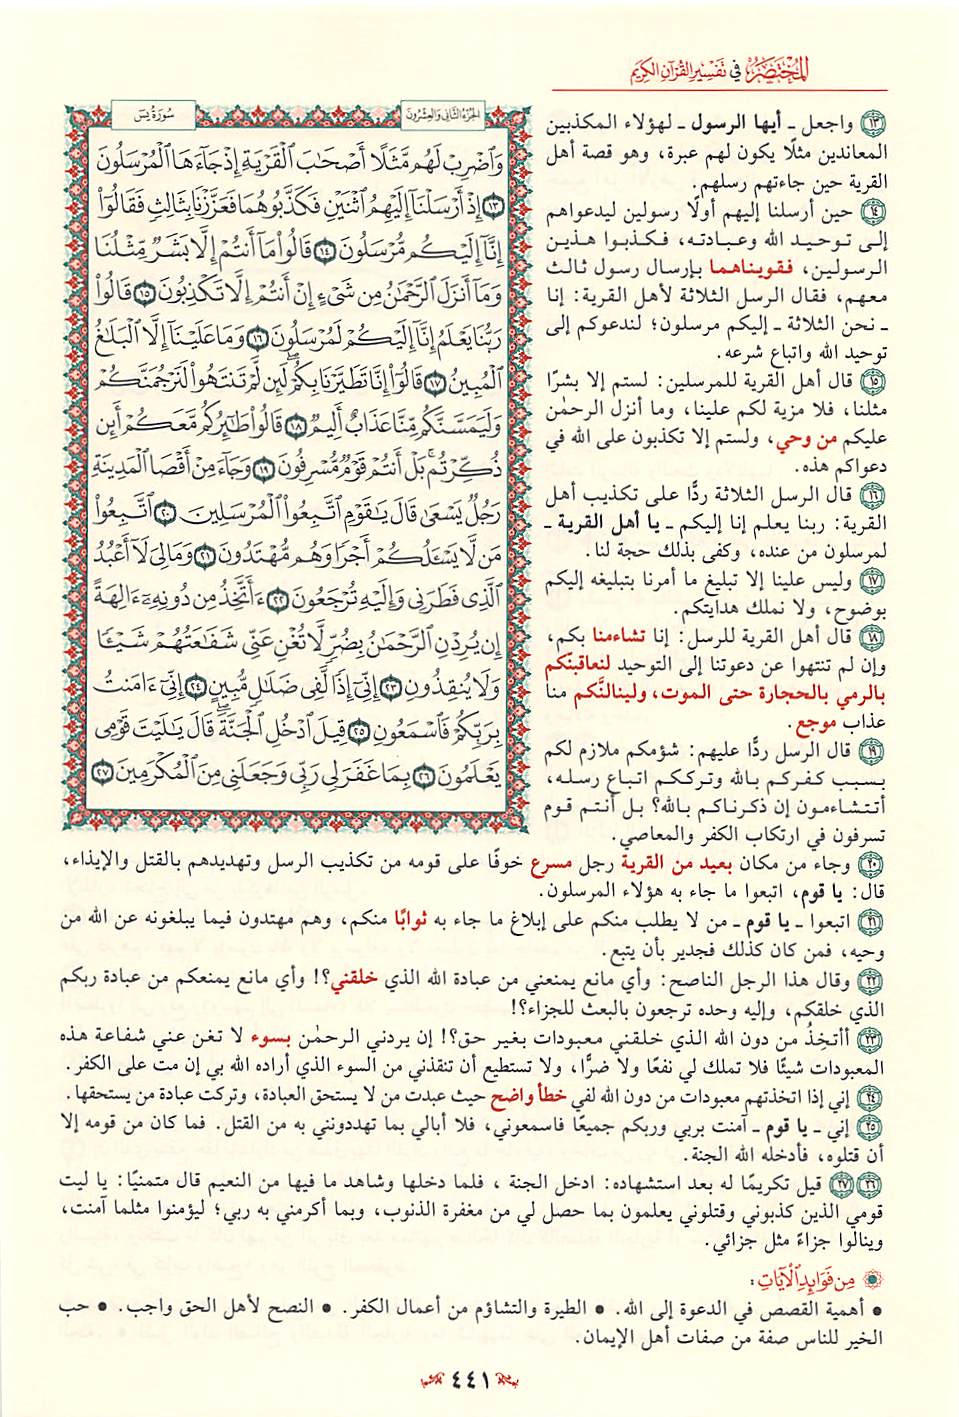 المختصر في تفسير القرآن الكريم
الجزء الثاني والعشرون
سورة يس
وَٱضۡرِبۡ لَهُم مَّثَلًا أَصۡحَٰبَ ٱلۡقَرۡيَةِ إِذۡ جَآءَهَا ٱلۡمُرۡسَلُونَ
۝١٣ إِذۡ أَرۡسَلۡنَآ إِلَيۡهِمُ ٱثۡنَيۡنِ فَكَذَّبُوهُمَا فَعَزَّزۡنَا بِثَالِثٖ فَقَالُوٓاْ
إِنَّآ إِلَيۡكُم مُّرۡسَلُونَ ۝١٤ قَالُواْ مَآ أَنتُمۡ إِلَّا بَشَرٞ مِّثۡلُنَا
وَمَآ أَنزَلَ ٱلرَّحۡمَٰنُ مِن شَيۡءٍ إِنۡ أَنتُمۡ إِلَّا تَكۡذِبُونَ ۝١٥ قَالُواْ
رَبُّنَا يَعۡلَمُ إِنَّآ إِلَيۡكُمۡ لَمُرۡسَلُونَ ۝١٦ وَمَا عَلَيۡنَآ إِلَّا ٱلۡبَلَٰغُ
ٱلۡمُبِينُ ۝١٧ قَالُوٓاْ إِنَّا تَطَيَّرۡنَا بِكُمۡۖ لَئِن لَّمۡ تَنتَهُواْ لَنَرۡجُمَنَّكُمۡ
وَلَيَمَسَّنَّكُم مِّنَّا عَذَابٌ أَلِيمٞ ۝١٨ قَالُواْ طَٰٓئِرُكُم مَّعَكُمۡ أَئِن
ذُكِّرۡتُمۚ بَلۡ أَنتُمۡ قَوۡمٞ مُّسۡرِفُونَ ۝١٩ وَجَآءَ مِنۡ أَقۡصَا ٱلۡمَدِينَةِ
رَجُلٞ يَسۡعَىٰ قَالَ يَٰقَوۡمِ ٱتَّبِعُواْ ٱلۡمُرۡسَلِينَ ۝٢٠ ٱتَّبِعُواْ
مَن لَّا يَسۡـَٔلُكُمۡ أَجۡرٗا وَهُم مُّهۡتَدُونَ ۝٢١ وَمَالِيَ لَآ أَعۡبُدُ
ٱلَّذِي فَطَرَنِي وَإِلَيۡهِ تُرۡجَعُونَ ۝٢٢ ءَأَتَّخِذُ مِن دُونِهِۦٓ ءَالِهَةً
إِن يُرِدۡنِ ٱلرَّحۡمَٰنُ بِضُرّٖ لَّا تُغۡنِ عَنِّي شَفَٰعَتُهُمۡ شَيۡـٔٗا
وَلَا يُنقِذُونِ ۝٢٣ إِنِّيٓ إِذٗا لَّفِي ضَلَٰلٖ مُّبِينٍ ۝٢٤ إِنِّيٓ ءَامَنتُ
بِرَبِّكُمۡ فَٱسۡمَعُونِ ۝٢٥ قِيلَ ٱدۡخُلِ ٱلۡجَنَّةَۖ قَالَ يَٰلَيۡتَ قَوۡمِي
يَعۡلَمُونَ ۝٢٦ بِمَا غَفَرَ لِي رَبِّي وَجَعَلَنِي مِنَ ٱلۡمُكۡرَمِينَ ۝٢٧
١٣ واجعل ـ أيها الرسول ـ لهؤلاء المكذبين
المعاندين مثلًا يكون لهم عبرة، وهو قصة أهل
القرية حين جاءتهم رسلهم.
١٤ حين أرسلنا إليهم أولًا رسولين ليدعواهم
إلى توحيد الله وعبادته، فكذبوا هذين
الرسولين، فقويناهما بإرسال رسول ثالث
معهم، فقال الرسل الثلاثة لأهل القرية: إنا
ـ نحن الثلاثة ـ إليكم مرسلون؛ لندعوكم إلى
توحيد الله واتباع شرعه.
١٥ قال أهل القرية للمرسلين: لستم إلا بشرًا
مثلنا، فلا مزية لكم علينا، وما أنزل الرحمٰن
عليكم من وحي، ولستم إلا تكذبون على الله في
دعواكم هذه.
١٦ قال الرسل الثلاثة ردًّا على تكذيب أهل
القرية: ربنا يعلم إنا إليكم ـ يا أهل القرية ـ
لمرسلون من عنده، وكفى بذلك حجة لنا.
١٧ وليس علينا إلا تبليغ ما أمرنا بتبليغه إليكم
بوضوح، ولا نملك هدايتكم.
١٨ قال أهل القرية للرسل: إنا تشاءمنا بكم،
وإن لم تنتهوا عن دعوتنا إلى التوحيد لنعاقبنّكم
بالرمي بالحجارة حتى الموت، ولينالنَّكم منا
عذاب موجع.
١٩ قال الرسل ردًّا عليهم: شؤمكم ملازم لكم
بسبب كفركم بالله وترككم اتباع رسله،
أتتشاءمون إن ذكرناكم بالله؟ بل أنتم قوم
تسرفون في ارتكاب الكفر والمعاصي.
٢٠ وجاء من مكان بعيد من القرية رجل مسرع خوفًا على قومه من تكذيب الرسل وتهديدهم بالقتل والإيذاء،
قال: يا قوم، اتبعوا ما جاء به هؤلاء المرسلون.
٢١ اتبعوا ـ يا قوم ـ من لا يطلب منكم على إبلاغ ما جاء به ثوابًا منكم، وهم مهتدون فيما يبلغونه عن الله من
وحيه، فمن كان كذلك فجدير بأن يتبع.
٢٢ وقال هذا الرجل الناصح: وأي مانع يمنعني من عبادة الله الذي خلقني؟! وأي مانع يمنعكم من عبادة ربكم
الذي خلقكم، وإليه وحده ترجعون بالبعث للجزاء؟!
٢٣ أأتخِذُ من دون الله الذي خلقني معبودات بغير حق؟! إن يردني الرحمٰن بسوء لا تغن عني شفاعة هذه
المعبودات شيئًا فلا تملك لي نفعًا ولا ضرًّا، ولا تستطيع أن تنقذني من السوء الذي أراده الله بي إن مت على الكفر.
٢٤ إني إذا اتخذتهم معبودات من دون الله لفي خطأ واضح حيث عبدت من لا يستحق العبادة، وتركت عبادة من يستحقها.
٢٥ إني ـ يا قوم ـ آمنت بربي وربكم جميعًا فاسمعوني، فلا أبالي بما تهددونني به من القتل. فما كان من قومه إلا
أن قتلوه، فأدخله الله الجنة.
٢٦ ٢٧ قيل تكريمًا له بعد استشهاده: ادخل الجنة ، فلما دخلها وشاهد ما فيها من النعيم قال متمنيًا: يا ليت
قومي الذين كذبوني وقتلوني يعلمون بما حصل لي من مغفرة الذنوب، وبما أكرمني به ربي؛ ليؤمنوا مثلما آمنت،
وينالوا جزاءً مثل جزائي.
من فوائد الآيات:
• أهمية القصص في الدعوة إلى الله. • الطيرة والتشاؤم من أعمال الكفر. • النصح لأهل الحق واجب. • حب
الخير للناس صفة من صفات أهل الإيمان.
٤٤١